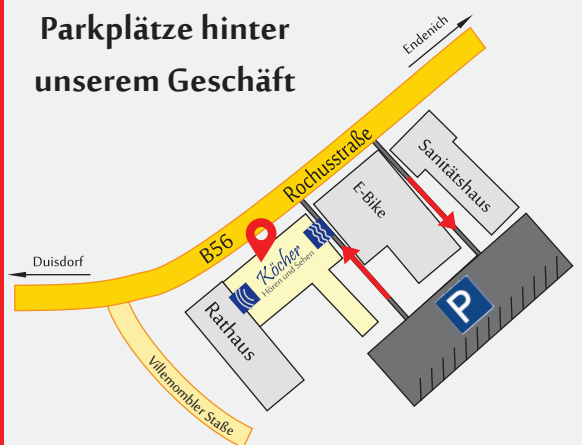 Parkplätze hinter
unserem Geschäft
Endenich
Rochusstraße
B56
Duisdorf
Sanitätshaus
E-Bike
Köcher
Hören und Sehen
Rathaus
P
Villemombler Staße